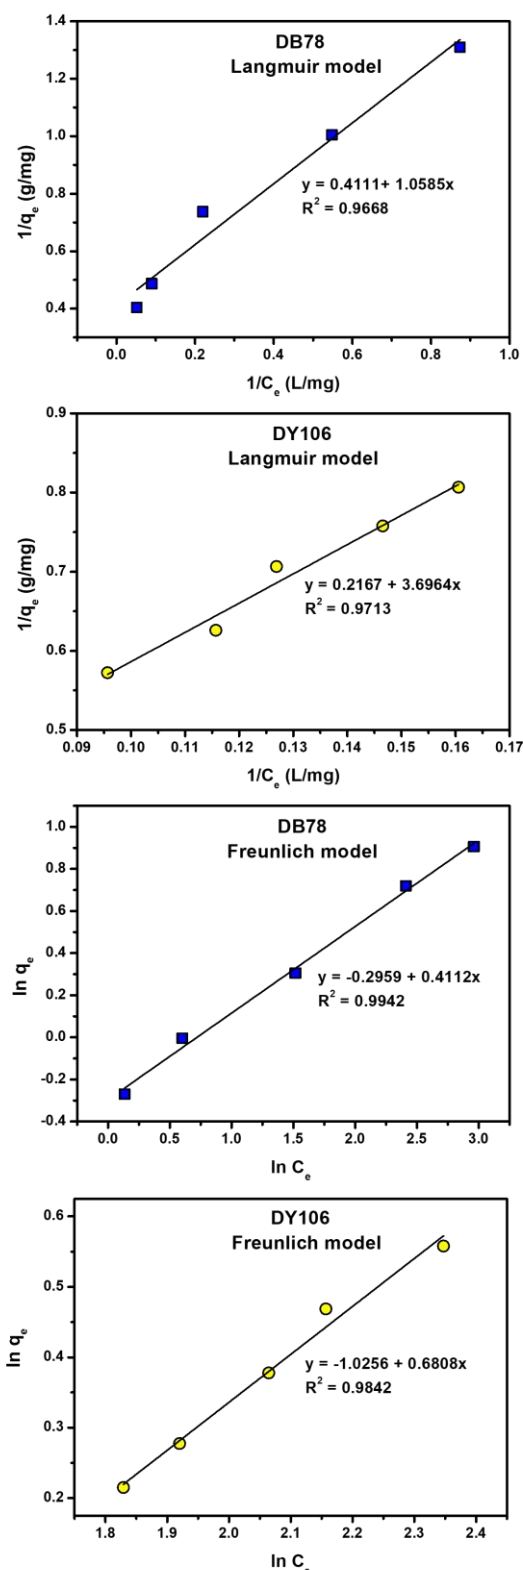 DB78
Langmuir model
1.4
1.2
1.0
0.8
0.6
0.4
1/qe (g/mg)
y = 0.4111+ 1.0585x
R² = 0.9668
0.0 0.2 0.4 0.6 0.8 1.0
1/Ce (L/mg)
DY106
Langmuir model
0.9
0.8
0.7
0.6
0.5
1/qe (g/mg)
y = 0.2167 + 3.6964x
R² = 0.9713
0.09 0.10 0.11 0.12 0.13 0.14 0.15 0.16 0.17
1/Ce (L/mg)
DB78
Freunlich model
1.0
0.8
0.6
0.4
0.2
0.0
-0.2
-0.4
ln qe
y = -0.2959 + 0.4112x
R² = 0.9942
0.0 0.5 1.0 1.5 2.0 2.5 3.0
ln Ce
DY106
Freunlich model
0.6
0.5
0.4
0.3
0.2
ln qe
y = -1.0256 + 0.6808x
R² = 0.9842
1.8 1.9 2.0 2.1 2.2 2.3 2.4
ln Ce